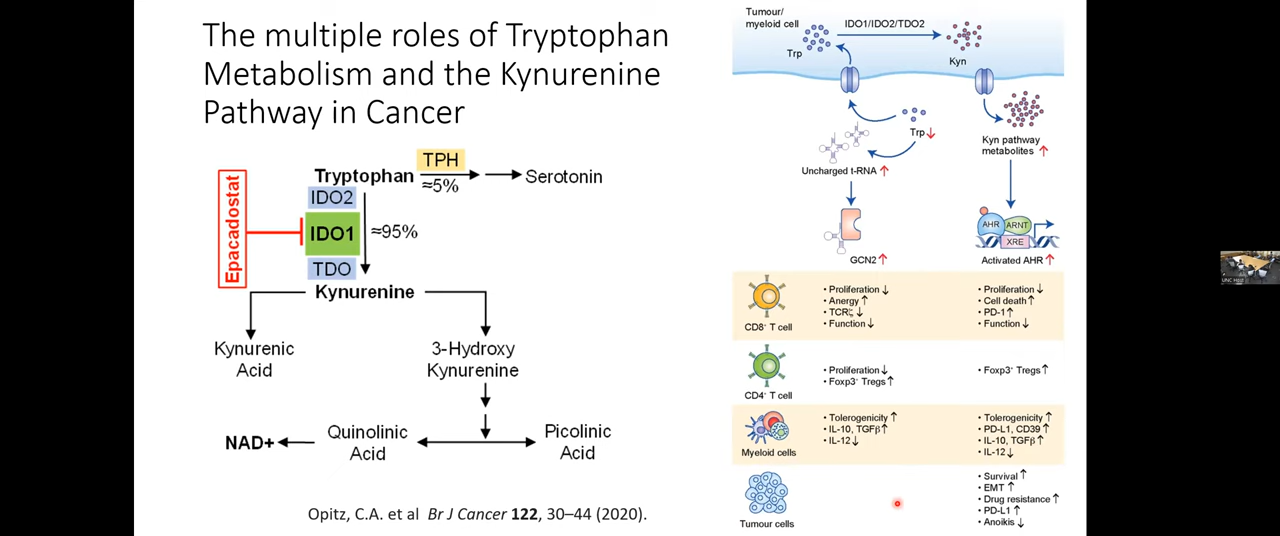 The multiple roles of Tryptophan
Metabolism and the Kynurenine
Pathway in Cancer
Epacadostat
Tryptophan
TPH
≈5%
Serotonin
IDO2
IDO1
≈95%
TDO
Kynurenine
Kynurenic
Acid
3-Hydroxy
Kynurenine
NAD+
Quinolinic
Acid
Picolinic
Acid
Opitz, C.A. et al Br J Cancer 122, 30–44 (2020).
Tumour/
myeloid cell
IDO1/IDO2/TDO2
Trp
Kyn
Trp↓
Uncharged t-RNA ↑
Kyn pathway
metabolites ↑
GCN2 ↑
AHR
ARNT
XRE
Activated AHR ↑
CD8+ T cell
• Proliferation ↓
• Anergy ↑
• TCRξ ↓
• Function ↓
• Proliferation ↓
• Cell death ↑
• PD-1 ↑
• Function ↓
CD4+ T cell
• Proliferation ↓
• Foxp3+ Tregs ↑
• Foxp3+ Tregs ↑
Myeloid cells
• Tolerogenicity ↑
• IL-10, TGFβ ↑
• IL-12 ↓
• Tolerogenicity ↑
• PD-L1, CD39 ↑
• IL-10, TGFβ ↑
• IL-12 ↓
Tumour cells
• Survival ↑
• EMT ↑
• Drug resistance ↑
• PD-L1 ↑
• Anoikis ↓